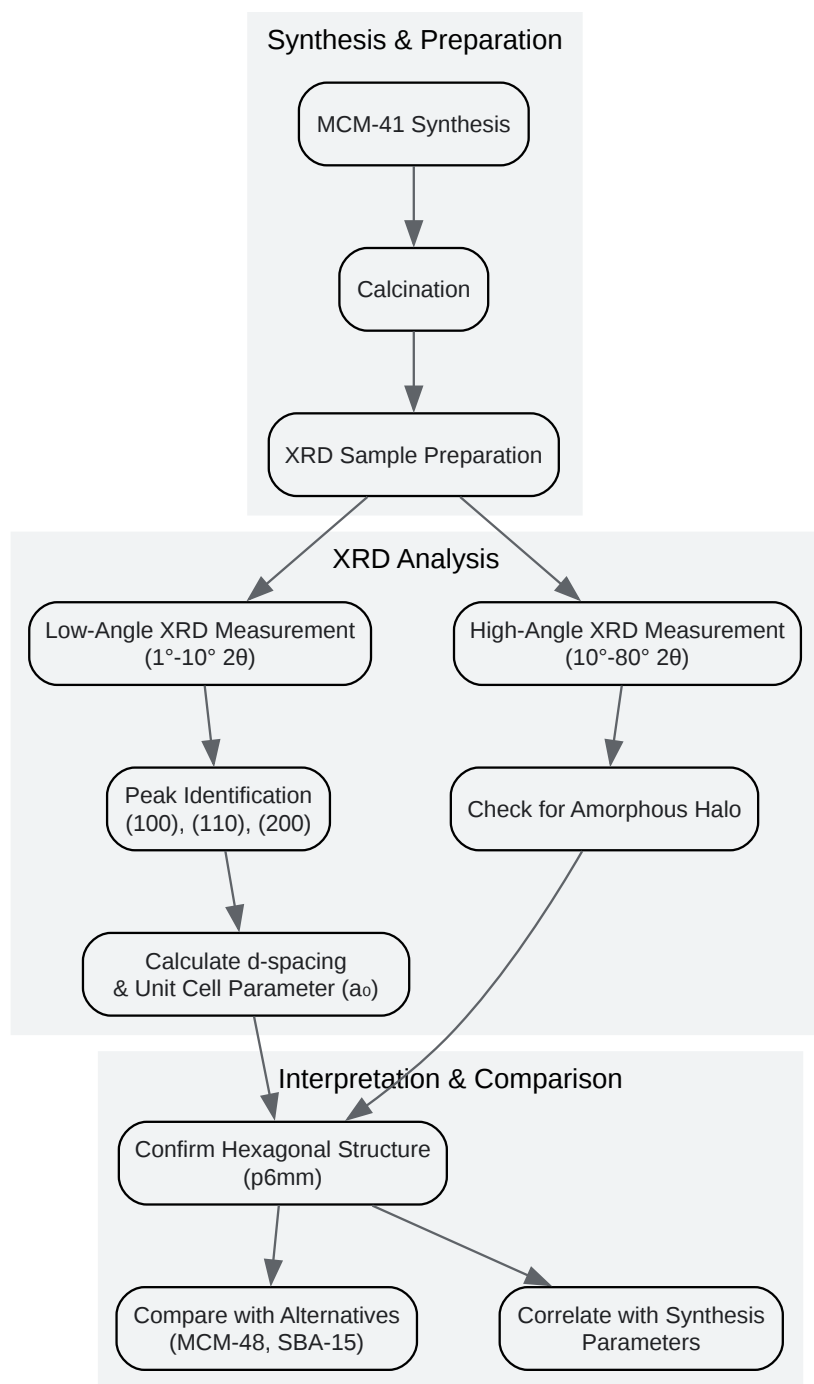 Synthesis & Preparation
MCM-41 Synthesis
Calcination
XRD Sample Preparation
XRD Analysis
Low-Angle XRD Measurement
(1°-10° 2θ)
High-Angle XRD Measurement
(10°-80° 2θ)
Peak Identification
(100), (110), (200)
Check for Amorphous Halo
Calculate d-spacing
& Unit Cell Parameter (a₀)
Interpretation & Comparison
Confirm Hexagonal Structure
(p6mm)
Compare with Alternatives
(MCM-48, SBA-15)
Correlate with Synthesis
Parameters